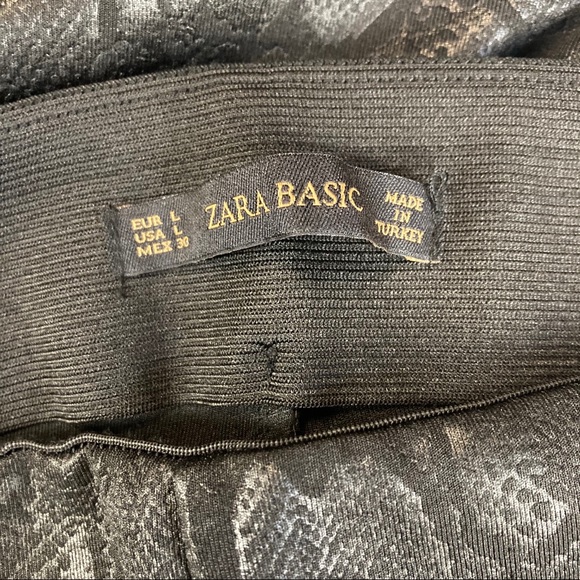 EUR L
USA L
MEX 30
ZARA BASIC
MADE
IN
TURKEY